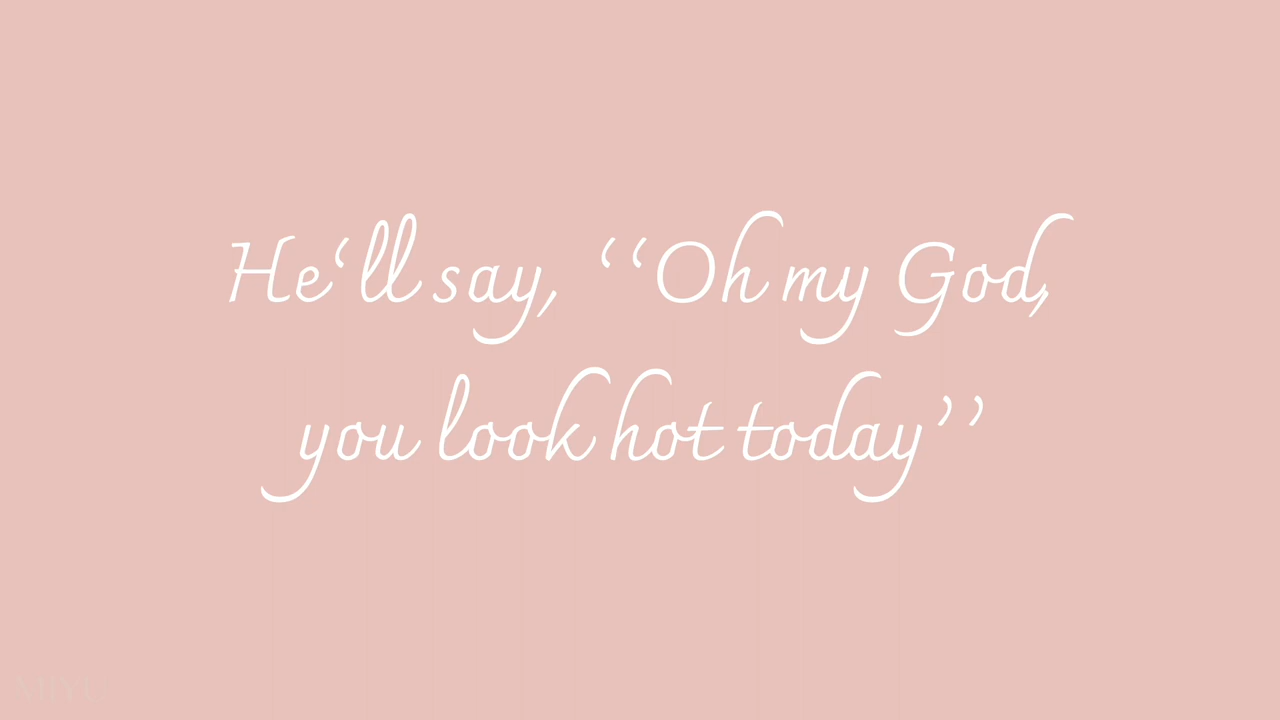 He‘ll say, ‘‘Oh my God,
you look hot today’’